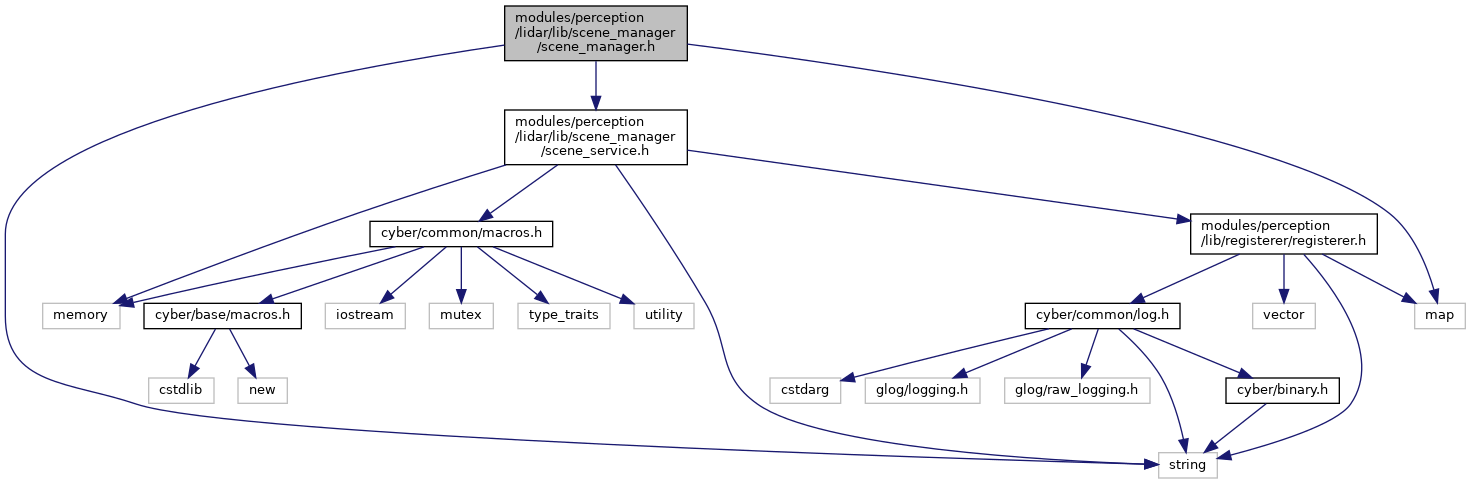 modules/perception
/lidar/lib/scene_manager
/scene_manager.h
modules/perception
/lidar/lib/scene_manager
/scene_service.h
modules/perception
/lib/registerer/registerer.h
cyber/common/macros.h
memory
cyber/base/macros.h
iostream
mutex
type_traits
utility
cyber/common/log.h
vector
map
cstdlib
new
cstdarg
glog/logging.h
glog/raw_logging.h
cyber/binary.h
string